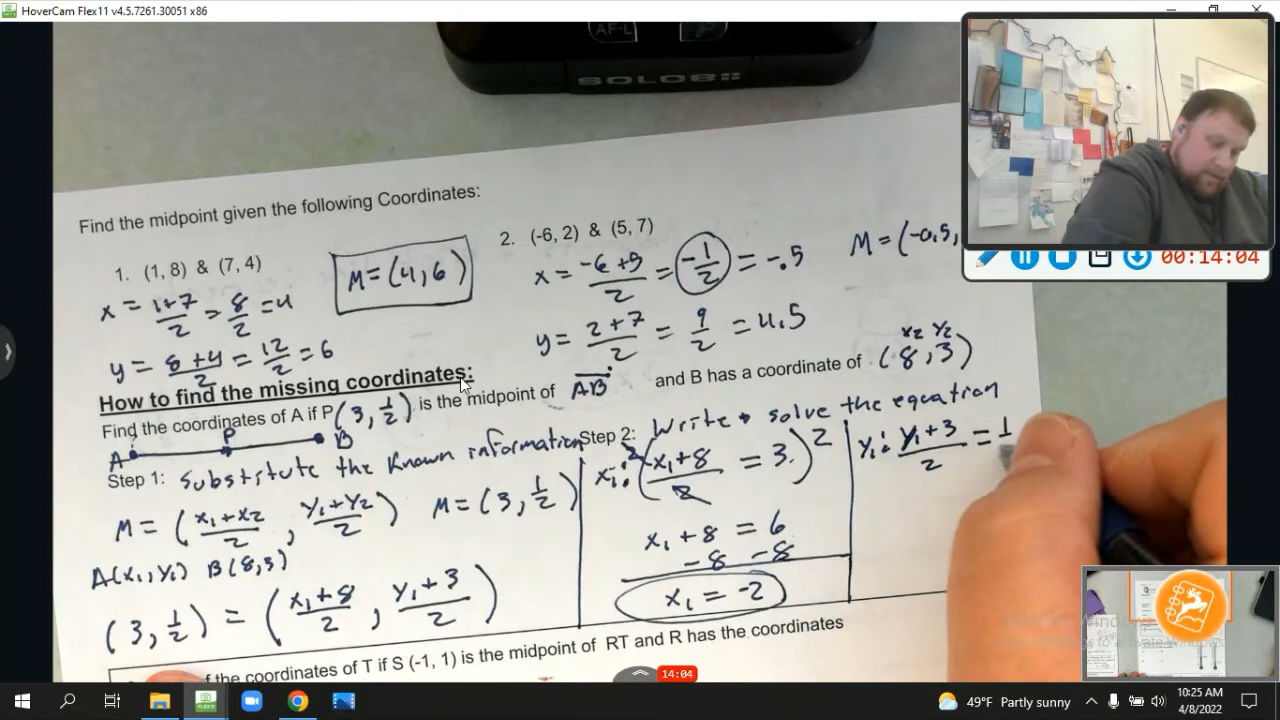 HoverCam Flex11 v4.5.7261.30051 x86
AF-L
SOLO8
00:14:04
Find the midpoint given the following Coordinates:
1. (1, 8) & (7, 4)
M = (4, 6)
x = 1+7/2 = 8/2 = 4
y = 8+4/2 = 12/2 = 6
2. (-6, 2) & (5, 7)
x = -6+5/2 = -1/2 = -.5
M = (-0.5,
y = 2+7/2 = 9/2 = 4.5
How to find the missing coordinates:
Find the coordinates of A if P (3, 1/2) is the midpoint of AB and B has a coordinate of (8, 3)
x2 y2
A P B
Step 1: Substitute the known information
M = (x1+x2/2, y1+y2/2) M = (3, 1/2)
A(x1, y1) B(8,3)
(3, 1/2) = (x1+8/2, y1+3/2)
Step 2: Write & solve the equation
x1: 2(x1+8/2 = 3.)2
x1 + 8 = 6
-8 -8
x1 = -2
y1: y1+3/2 = 1
f the coordinates of T if S (-1, 1) is the midpoint of RT and R has the coordinates
14:04
49°F Partly sunny
10:25 AM
4/8/2022